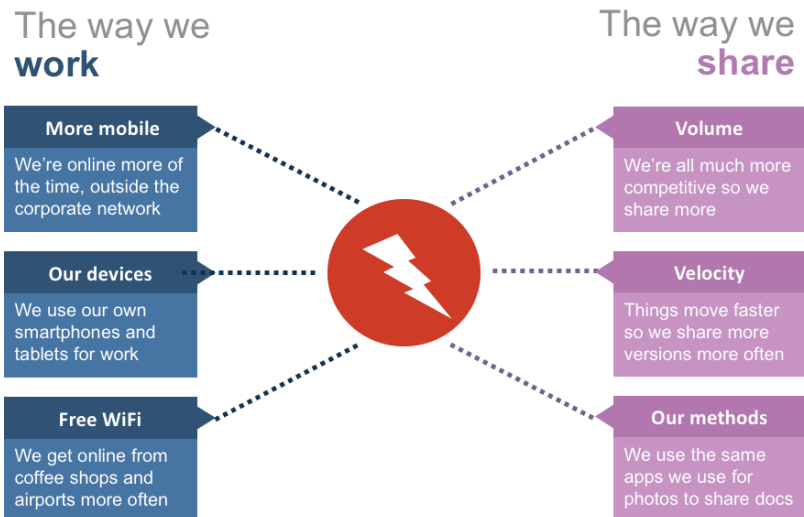 The way we
work
More mobile
We're online more of
the time, outside the
corporate network
Our devices
We use our own
smartphones and
tablets for work
Free WiFi
We get online from
coffee shops and
airports more often
The way we
share
Volume
We're all much more
competitive so we
share more
Velocity
Things move faster
so we share more
versions more often
Our methods
We use the same
apps we use for
photos to share docs